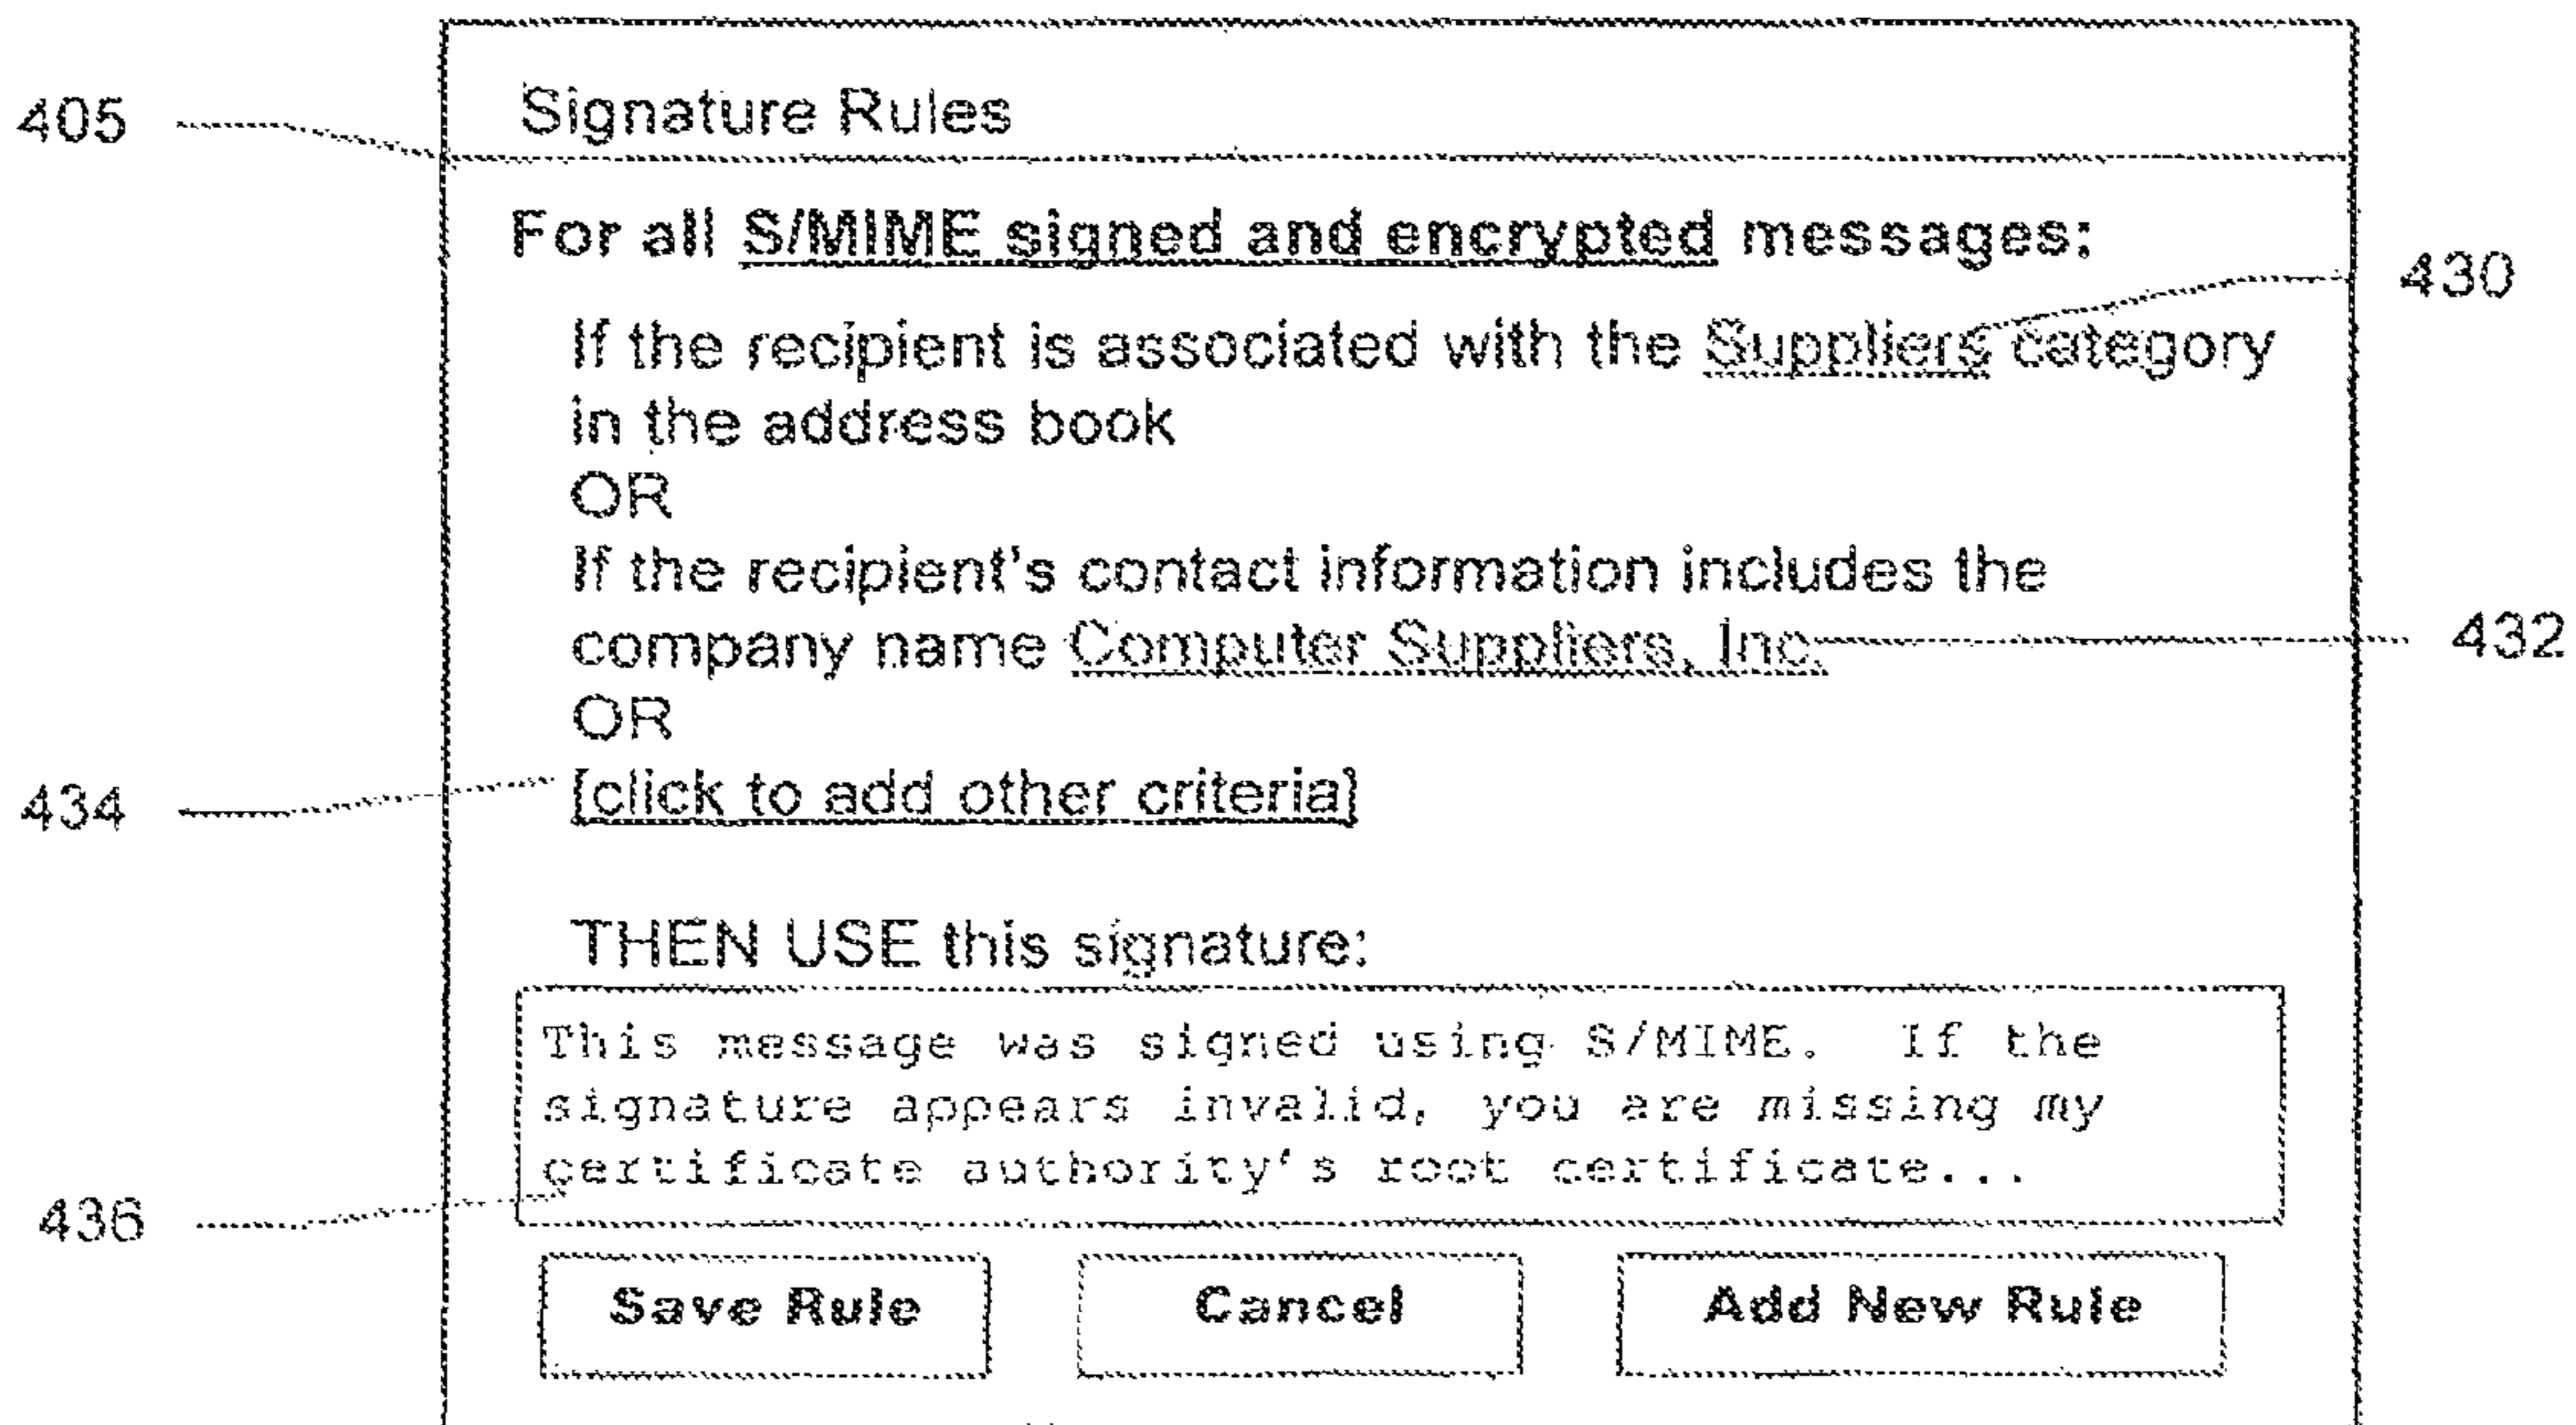 405
Signature Rules
For all S/MIME signed and encrypted messages:
430
If the recipient is associated with the Suppliers category
in the address book
OR
If the recipient's contact information includes the
company name Computer Suppliers, Inc.
432
OR
434
[click to add other criteria]
THEN USE this signature:
This message was signed using S/MIME. If the
signature appears invalid, you are missing my
certificate authority's root certificate...
436
Save Rule
Cancel
Add New Rule